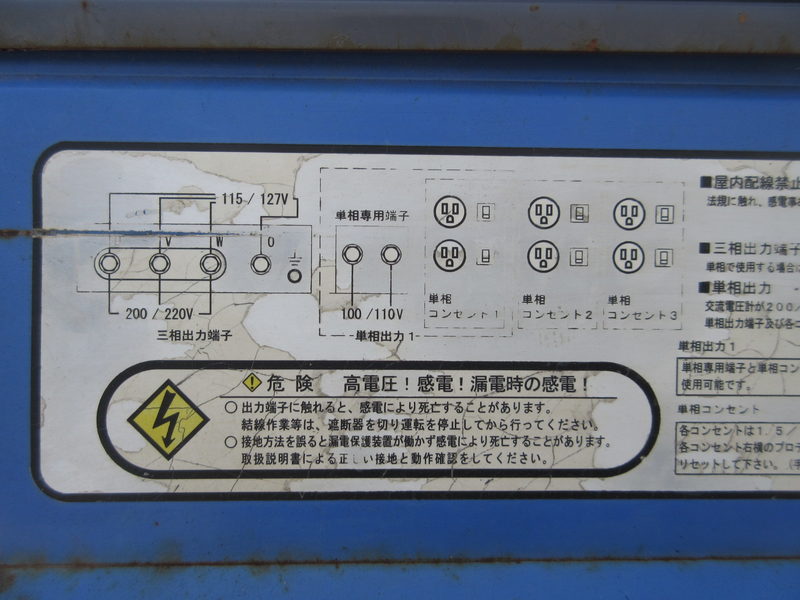 115 / 127V
V W O
200 / 220V
三相出力端子
単相専用端子
100 / 110V
単相出力1
単相
コンセント1
単相
コンセント2
単相
コンセント3
危険 高電圧！感電！漏電時の感電！
○ 出力端子に触れると、感電により死亡することがあります。
結線作業等は、遮断器を切り運転を停止してから行ってください。
○ 接地方法を誤ると漏電保護装置が働かず感電により死亡することがあります。
取扱説明書による正しい接地と動作確認をしてください。
■屋内配線禁止
法規に触れ、感電事
■三相出力端子
単相で使用する場合
■単相出力
交流電圧計が200/
単相出力端子及び各コ
単相出力1
単相専用端子と単相コン
使用可能です。
単相コンセント
各コンセントは1.5/
各コンセント右横のプロテ
リセットして下さい。(手